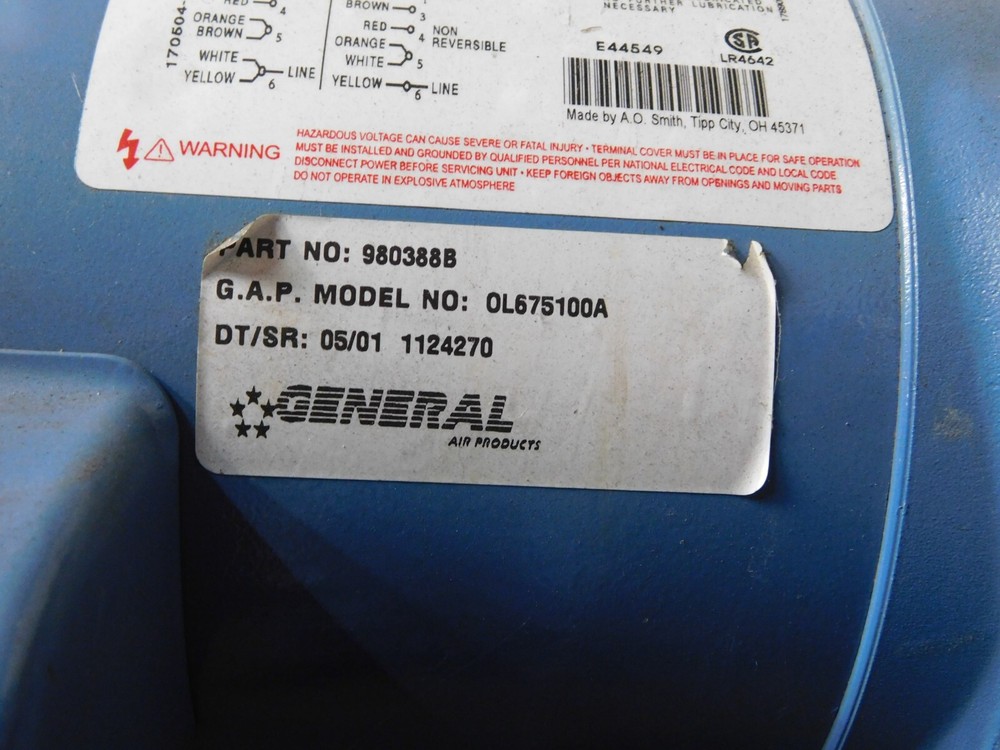 170504-
RED 4
ORANGE
BROWN 5
WHITE
YELLOW 6 LINE
BROWN 3
RED 4 NON
REVERSIBLE
ORANGE
WHITE 5
YELLOW 6 LINE
FURTHER LUBRICATION
NECESSARY
E44549
SA
LR4642
Made by A.O. Smith, Tipp City, OH 45371
WARNING
HAZARDOUS VOLTAGE CAN CAUSE SEVERE OR FATAL INJURY • TERMINAL COVER MUST BE IN PLACE FOR SAFE OPERATION
MUST BE INSTALLED AND GROUNDED BY QUALIFIED PERSONNEL PER NATIONAL ELECTRICAL CODE AND LOCAL CODE
DISCONNECT POWER BEFORE SERVICING UNIT • KEEP FOREIGN OBJECTS AWAY FROM OPENINGS AND MOVING PARTS
DO NOT OPERATE IN EXPLOSIVE ATMOSPHERE
PART NO: 980388B
G.A.P. MODEL NO: OL675100A
DT/SR: 05/01 1124270
GENERAL
AIR PRODUCTS